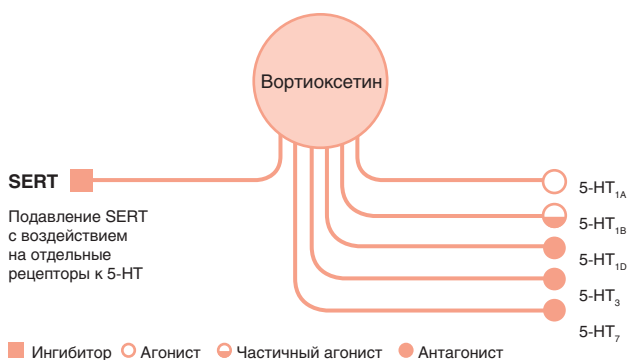 Вортиоксетин
SERT
Подавление SERT
с воздействием
на отдельные
рецепторы к 5-HT
5-HT1A
5-HT1B
5-HT1D
5-HT3
5-HT7
Ингибитор Агонист Частичный агонист Антагонист